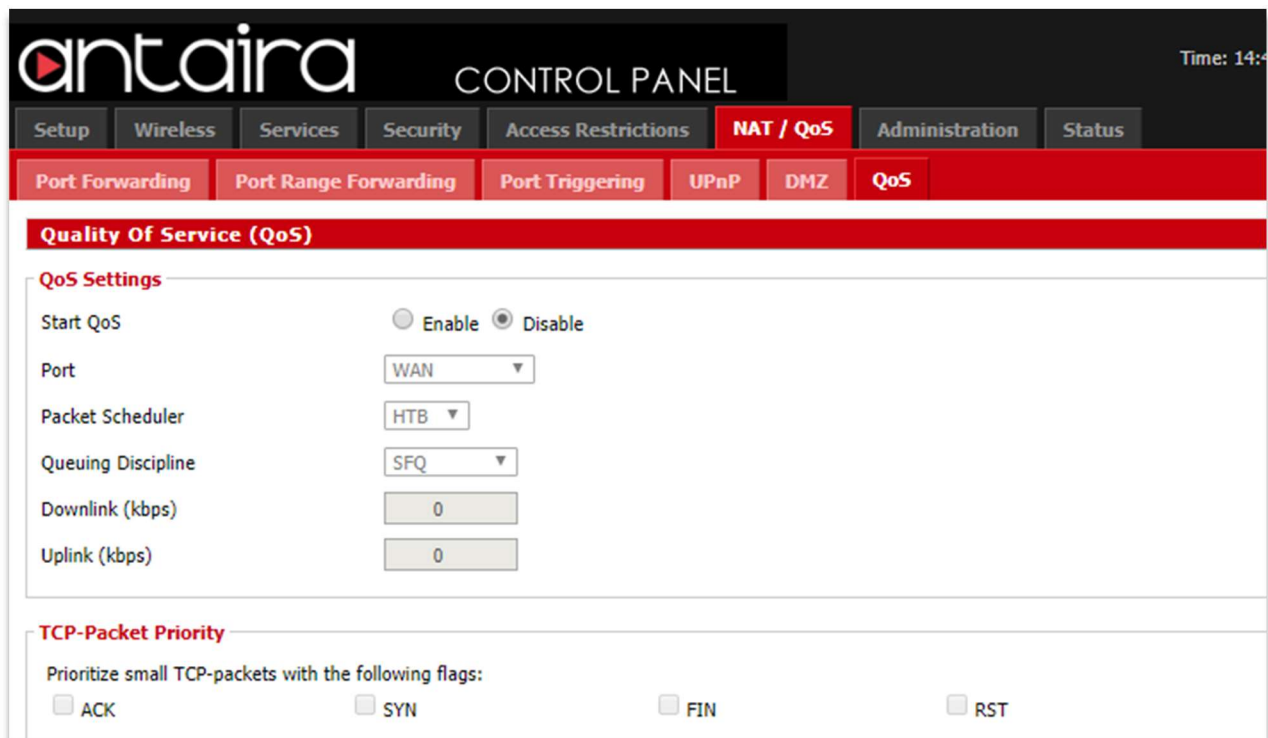 antaira CONTROL PANEL
Time: 14:4
Setup Wireless Services Security Access Restrictions NAT / QoS Administration Status
Port Forwarding Port Range Forwarding Port Triggering UPnP DMZ QoS
Quality Of Service (QoS)
QoS Settings
Start QoS Enable Disable
Port WAN
Packet Scheduler HTB
Queuing Discipline SFQ
Downlink (kbps) 0
Uplink (kbps) 0
TCP-Packet Priority
Prioritize small TCP-packets with the following flags:
ACK SYN FIN RST